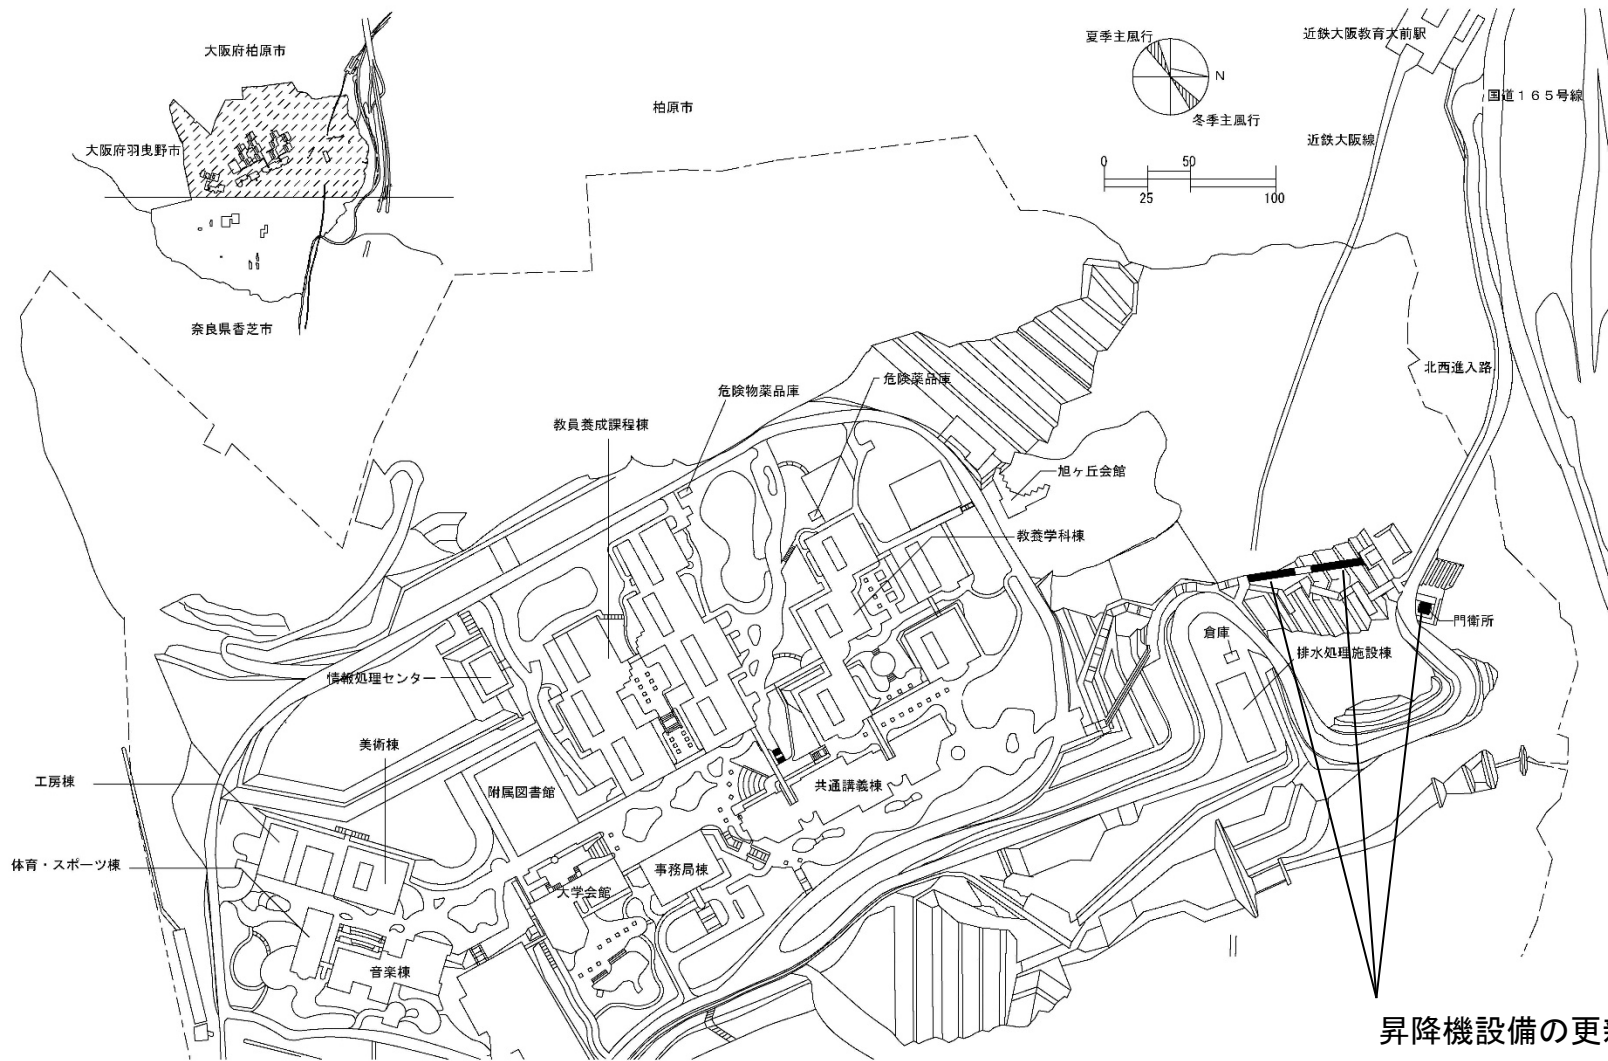 大阪府柏原市
夏季主風行
近鉄大阪教育大前駅
N
柏原市
国道165号線
冬季主風行
近鉄大阪線
大阪府羽曳野市
0
50
25
100
奈良県香芝市
北西進入路
危険物薬品庫
危険薬品庫
教員養成課程棟
旭ヶ丘会館
教養学科棟
門衛所
倉庫
排水処理施設棟
情報処理センター
美術棟
工房棟
附属図書館
共通講義棟
体育・スポーツ棟
事務局棟
大学会館
音楽棟
昇降機設備の更